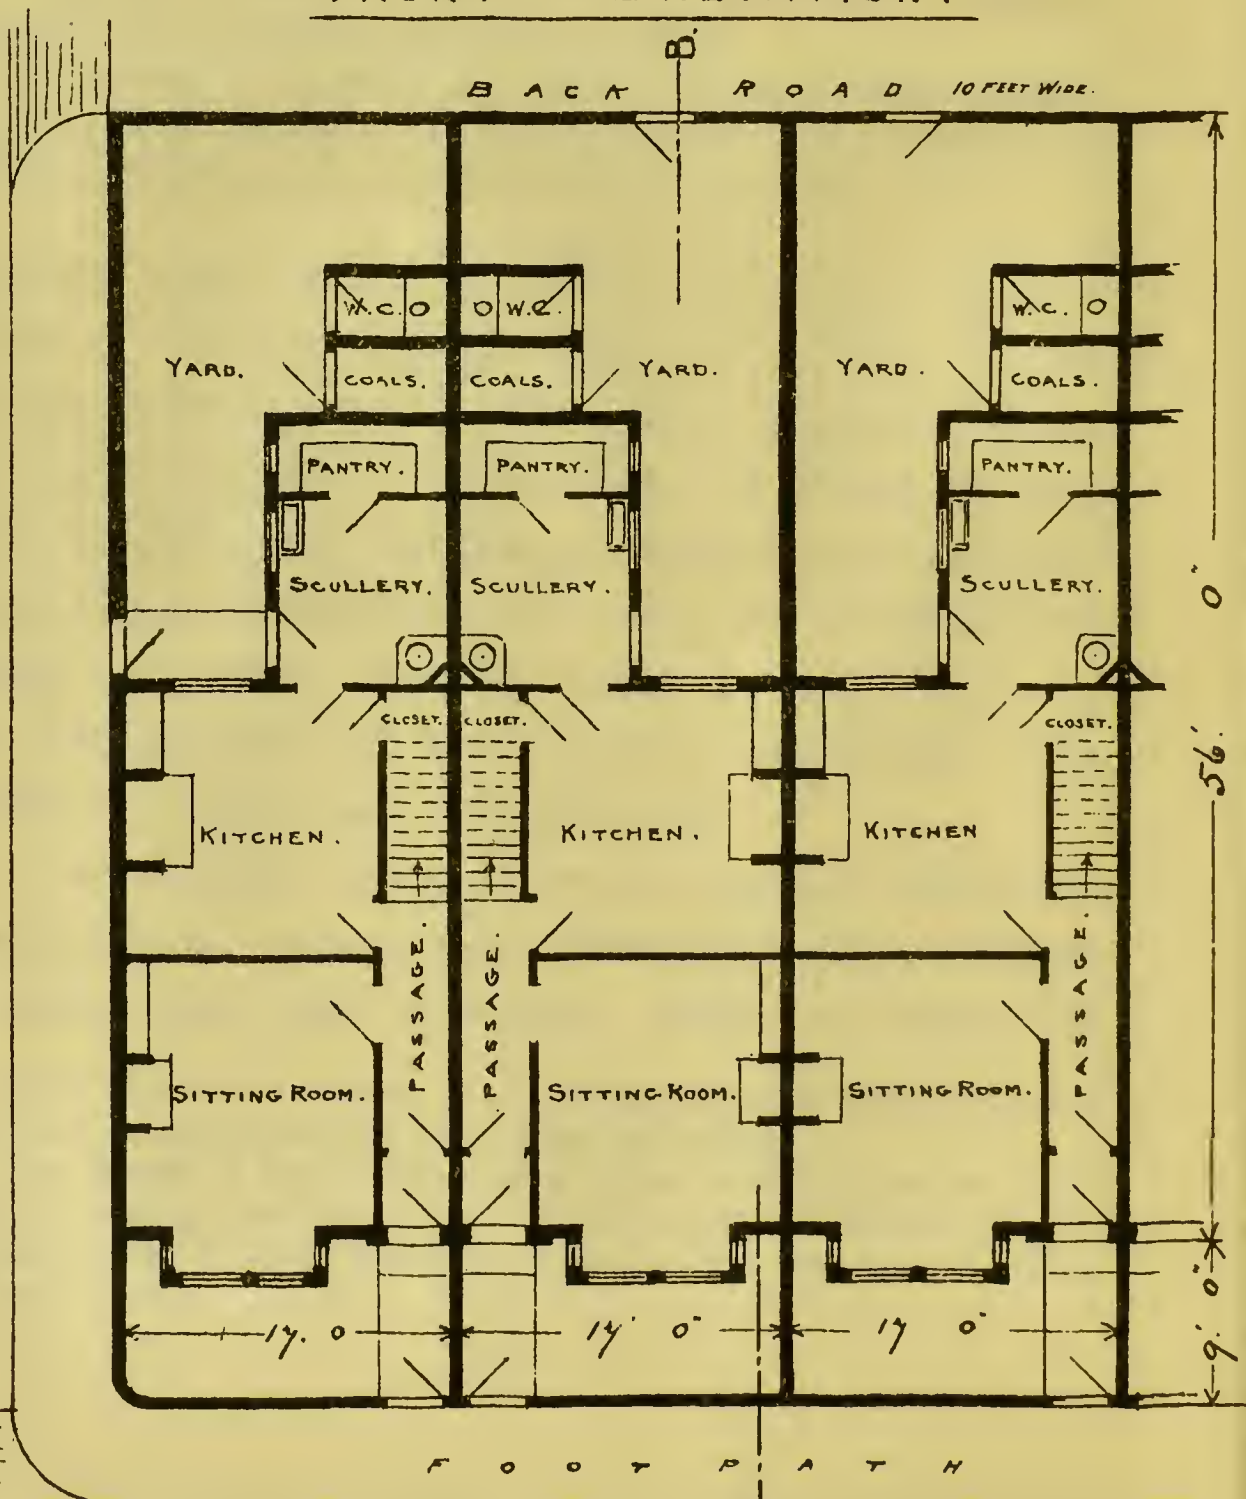 B'
BACK ROAD 10 FEET WIDE.
W.C. W.C. W.C.
YARD. COALS. COALS. YARD. YARD. COALS.
PANTRY. PANTRY. PANTRY.
SCULLERY. SCULLERY. SCULLERY.
CLOSET. CLOSET. CLOSET.
KITCHEN. KITCHEN. KITCHEN
PASSAGE. PASSAGE. PASSAGE.
SITTING ROOM. SITTING ROOM. SITTING ROOM.
56'. 0"
17. 0 17' 0" 17 0"
9'. 0"
FOOT PATH